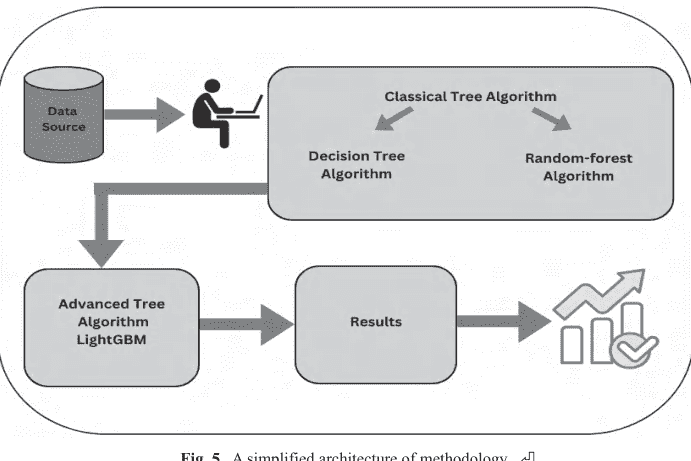 Data
Source
Classical Tree Algorithm
Decision Tree
Algorithm
Random-forest
Algorithm
Advanced Tree
Algorithm
LightGBM
Results
Fig. 5. A simplified architecture of methodology.